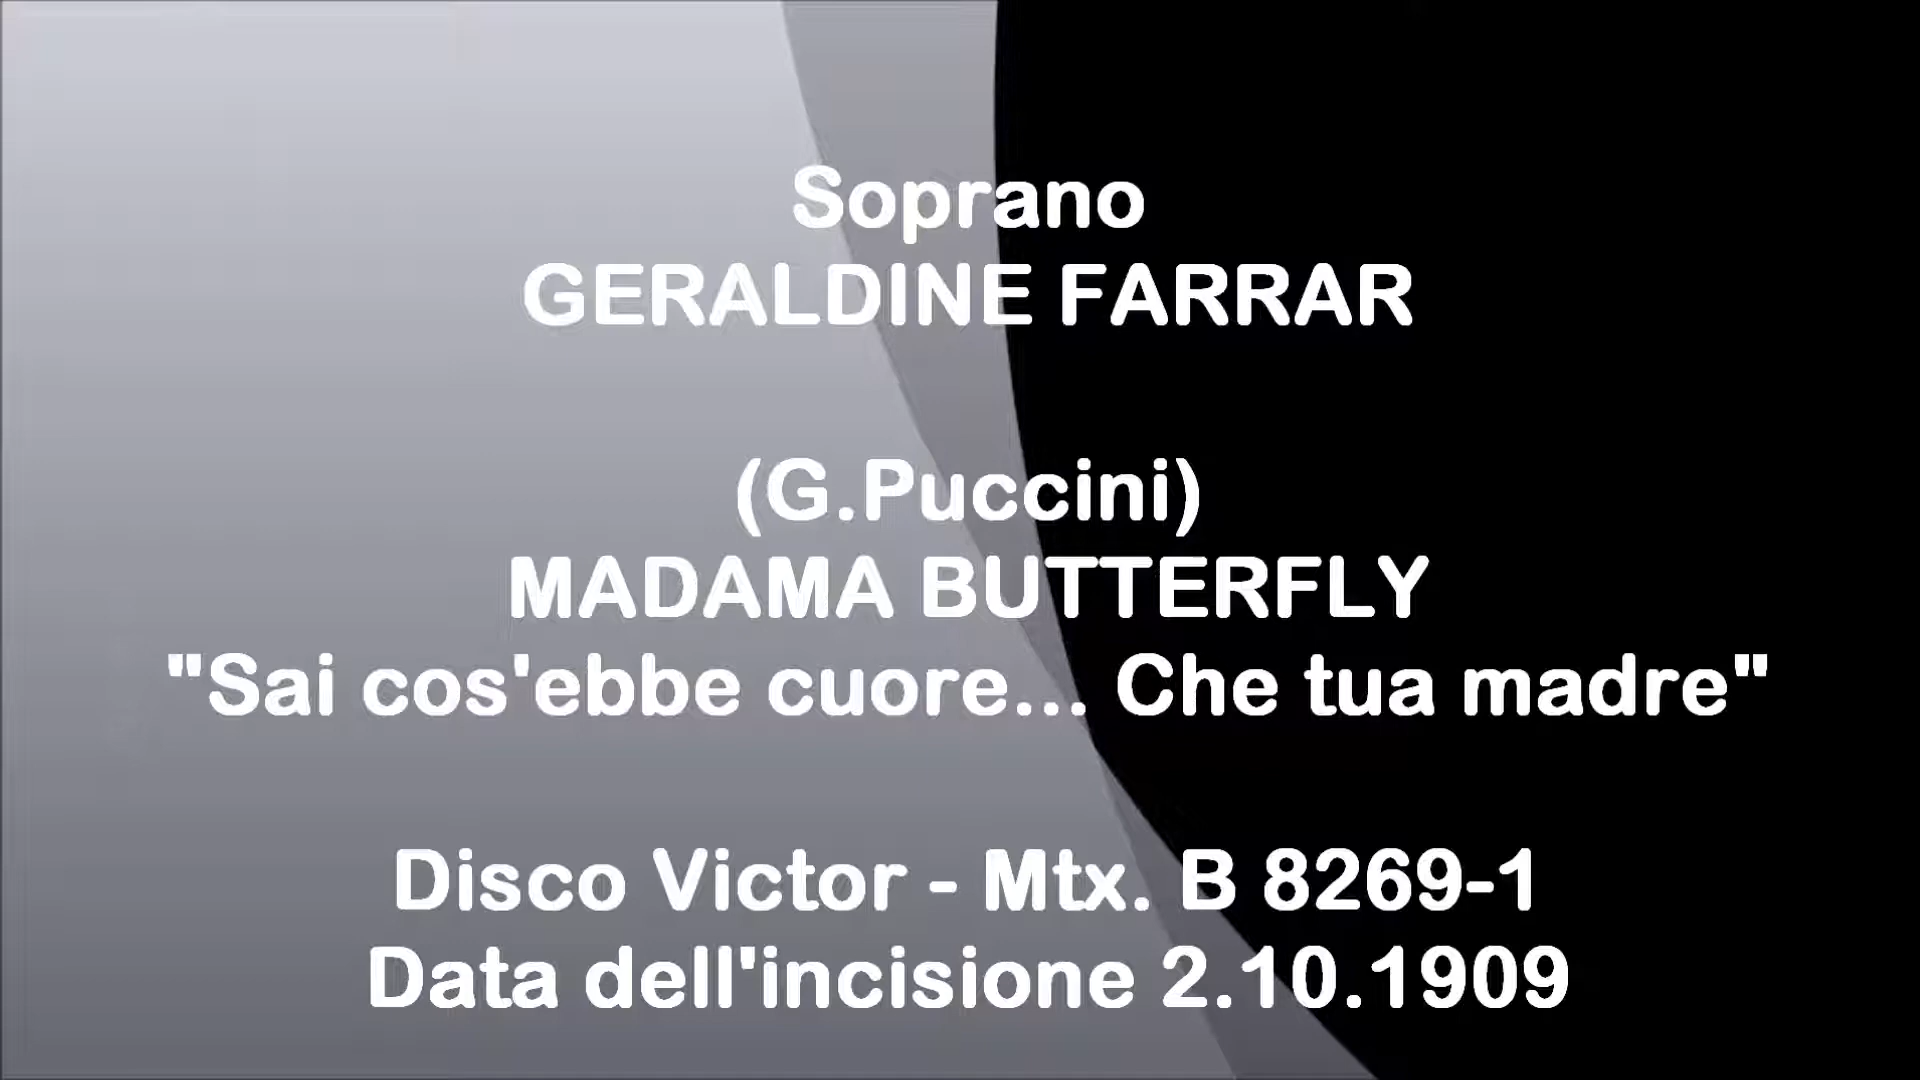 Soprano
GERALDINE FARRAR
(G.Puccini)
MADAMA BUTTERFLY
"Sai cos'ebbe cuore... Che tua madre"
Disco Victor - Mtx. B 8269-1
Data dell'incisione 2.10.1909